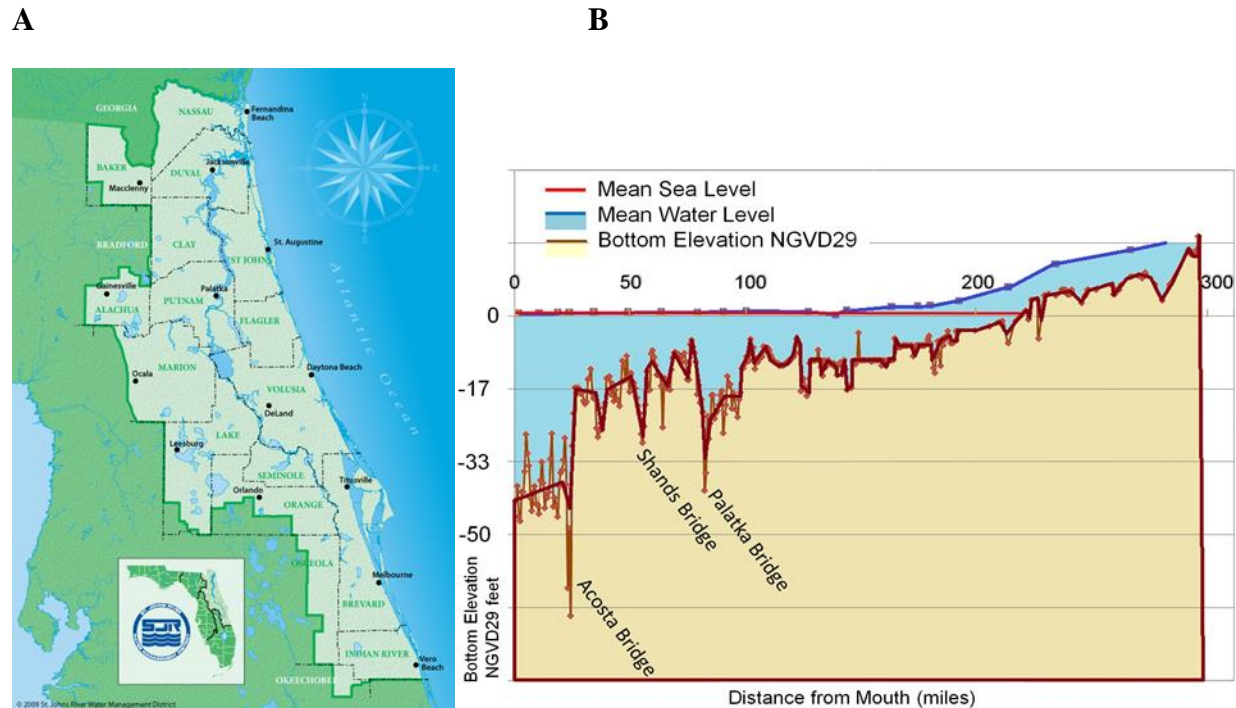 A
B
GEORGIA
NASSAU
Fernandina
Beach
N
E
BAKER
Macclenny
DUVAL
Jacksonville
BRADFORD
CLAY
St. Augustine
ST JOHNS
Gainesville
ALACHUA
PUTNAM
Palatka
FLAGLER
Atlantic Ocean
MARION
Ocala
Daytona Beach
VOLUSIA
DeLand
LAKE
Leesburg
SEMINOLE
Titusville
Orlando
ORANGE
OSCEOLA
Melbourne
BREVARD
SJR
INDIAN RIVER
Vero
Beach
OKEECHOBEE
© 2009 St. Johns River Water Management District
Mean Sea Level
Mean Water Level
Bottom Elevation NGVD29
0 50 100 200 300
0
-17
-33
-50
Shands Bridge
Palatka Bridge
Acosta Bridge
Bottom Elevation
NGVD29 feet
Distance from Mouth (miles)